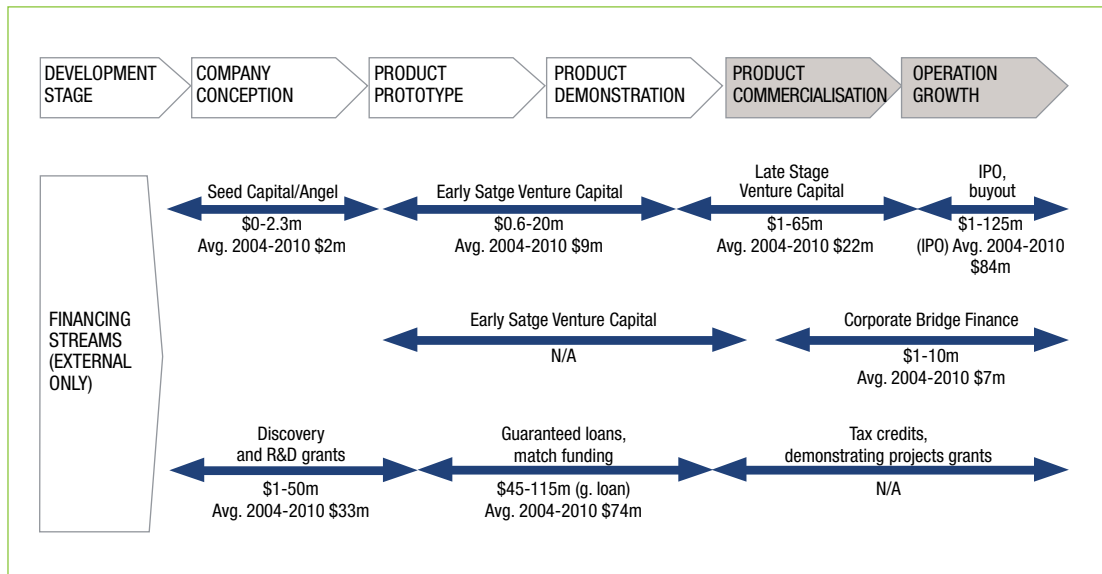 DEVELOPMENT
STAGE
COMPANY
CONCEPTION
PRODUCT
PROTOTYPE
PRODUCT
DEMONSTRATION
PRODUCT
COMMERCIALISATION
OPERATION
GROWTH
FINANCING
STREAMS
(EXTERNAL
ONLY)
Seed Capital/Angel
$0-2.3m
Avg. 2004-2010 $2m
Early Satge Venture Capital
$0.6-20m
Avg. 2004-2010 $9m
Late Stage
Venture Capital
$1-65m
Avg. 2004-2010 $22m
IPO,
buyout
$1-125m
(IPO) Avg. 2004-2010
$84m
Early Satge Venture Capital
N/A
Corporate Bridge Finance
$1-10m
Avg. 2004-2010 $7m
Discovery
and R&D grants
$1-50m
Avg. 2004-2010 $33m
Guaranteed loans,
match funding
$45-115m (g. loan)
Avg. 2004-2010 $74m
Tax credits,
demonstrating projects grants
N/A